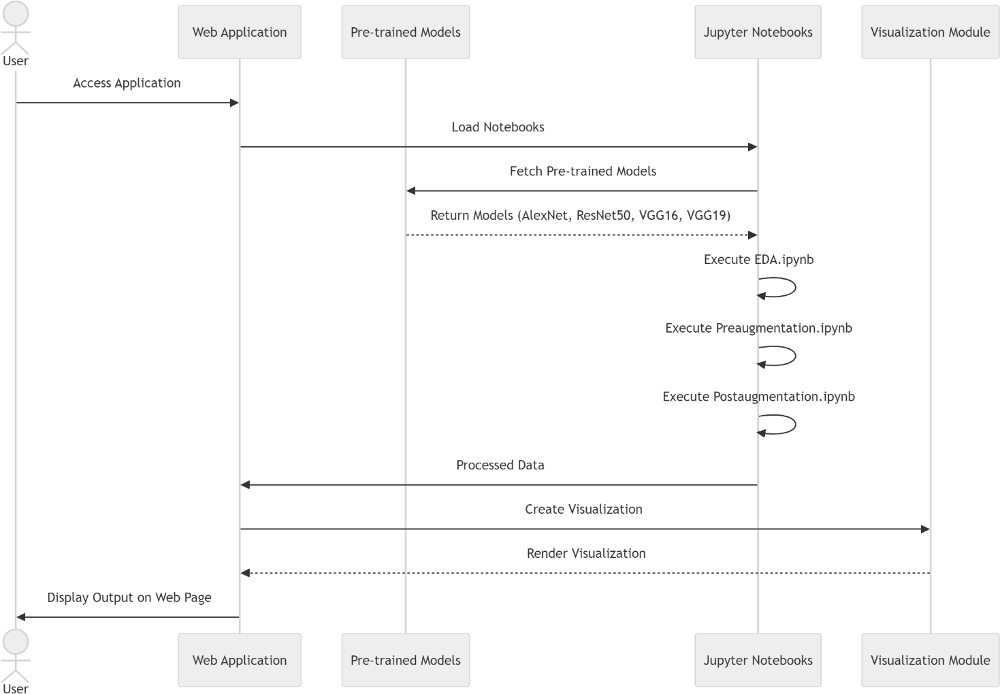 User
Web Application
Pre-trained Models
Jupyter Notebooks
Visualization Module
Access Application
Load Notebooks
Fetch Pre-trained Models
Return Models (AlexNet, ResNet50, VGG16, VGG19)
Execute EDA.ipynb
Execute Preaugmentation.ipynb
Execute Postaugmentation.ipynb
Processed Data
Create Visualization
Render Visualization
Display Output on Web Page
User
Web Application
Pre-trained Models
Jupyter Notebooks
Visualization Module